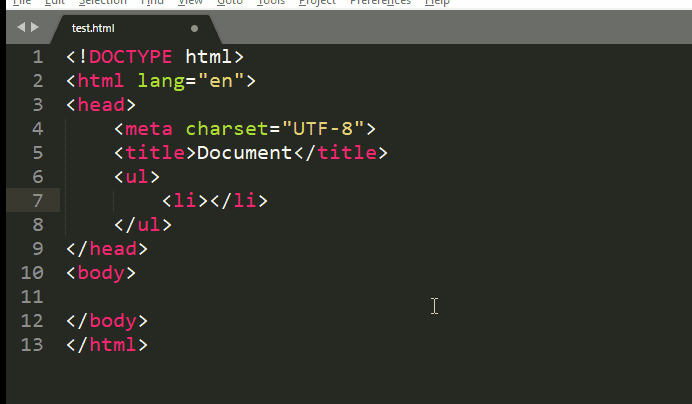 File Edit Selection Find View Goto Tools Project Preferences Help
test.html
1 <!DOCTYPE html>
2 <html lang="en">
3 <head>
4     <meta charset="UTF-8">
5     <title>Document</title>
6     <ul>
7         <li></li>
8     </ul>
9 </head>
10 <body>
11
12 </body>
13 </html>